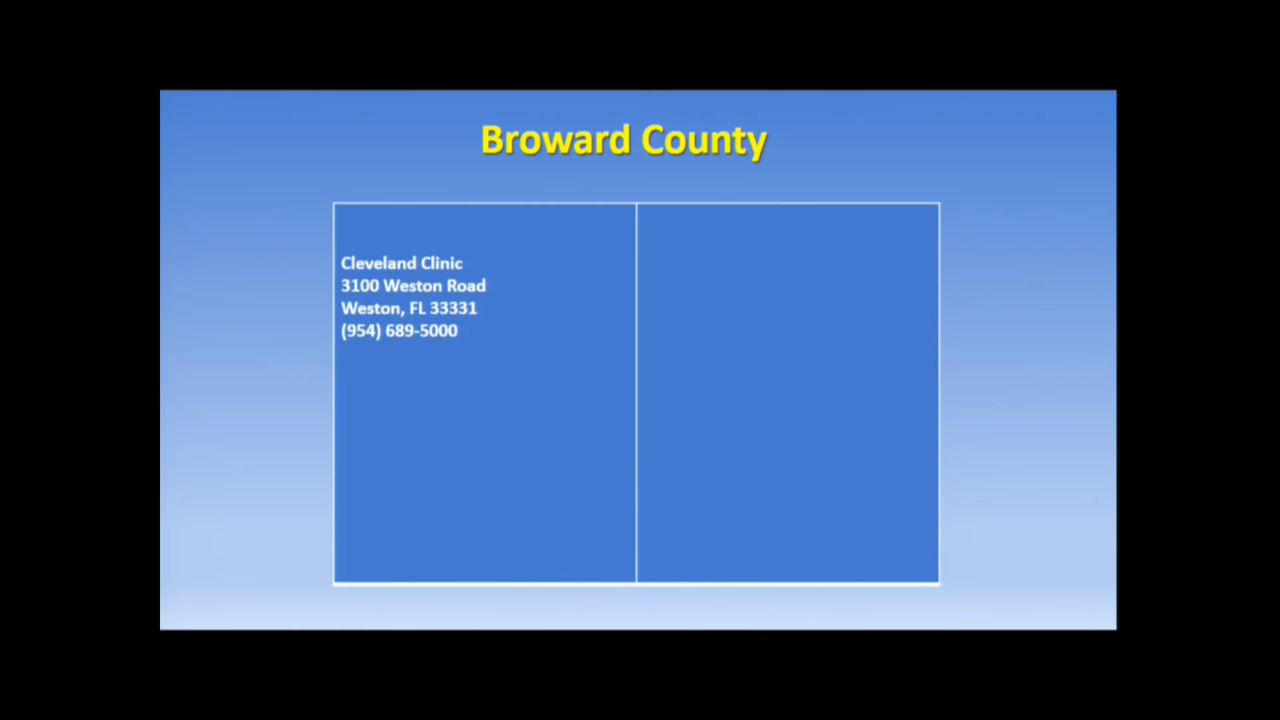 Broward County
Cleveland Clinic
3100 Weston Road
Weston, FL 33331
(954) 689-5000